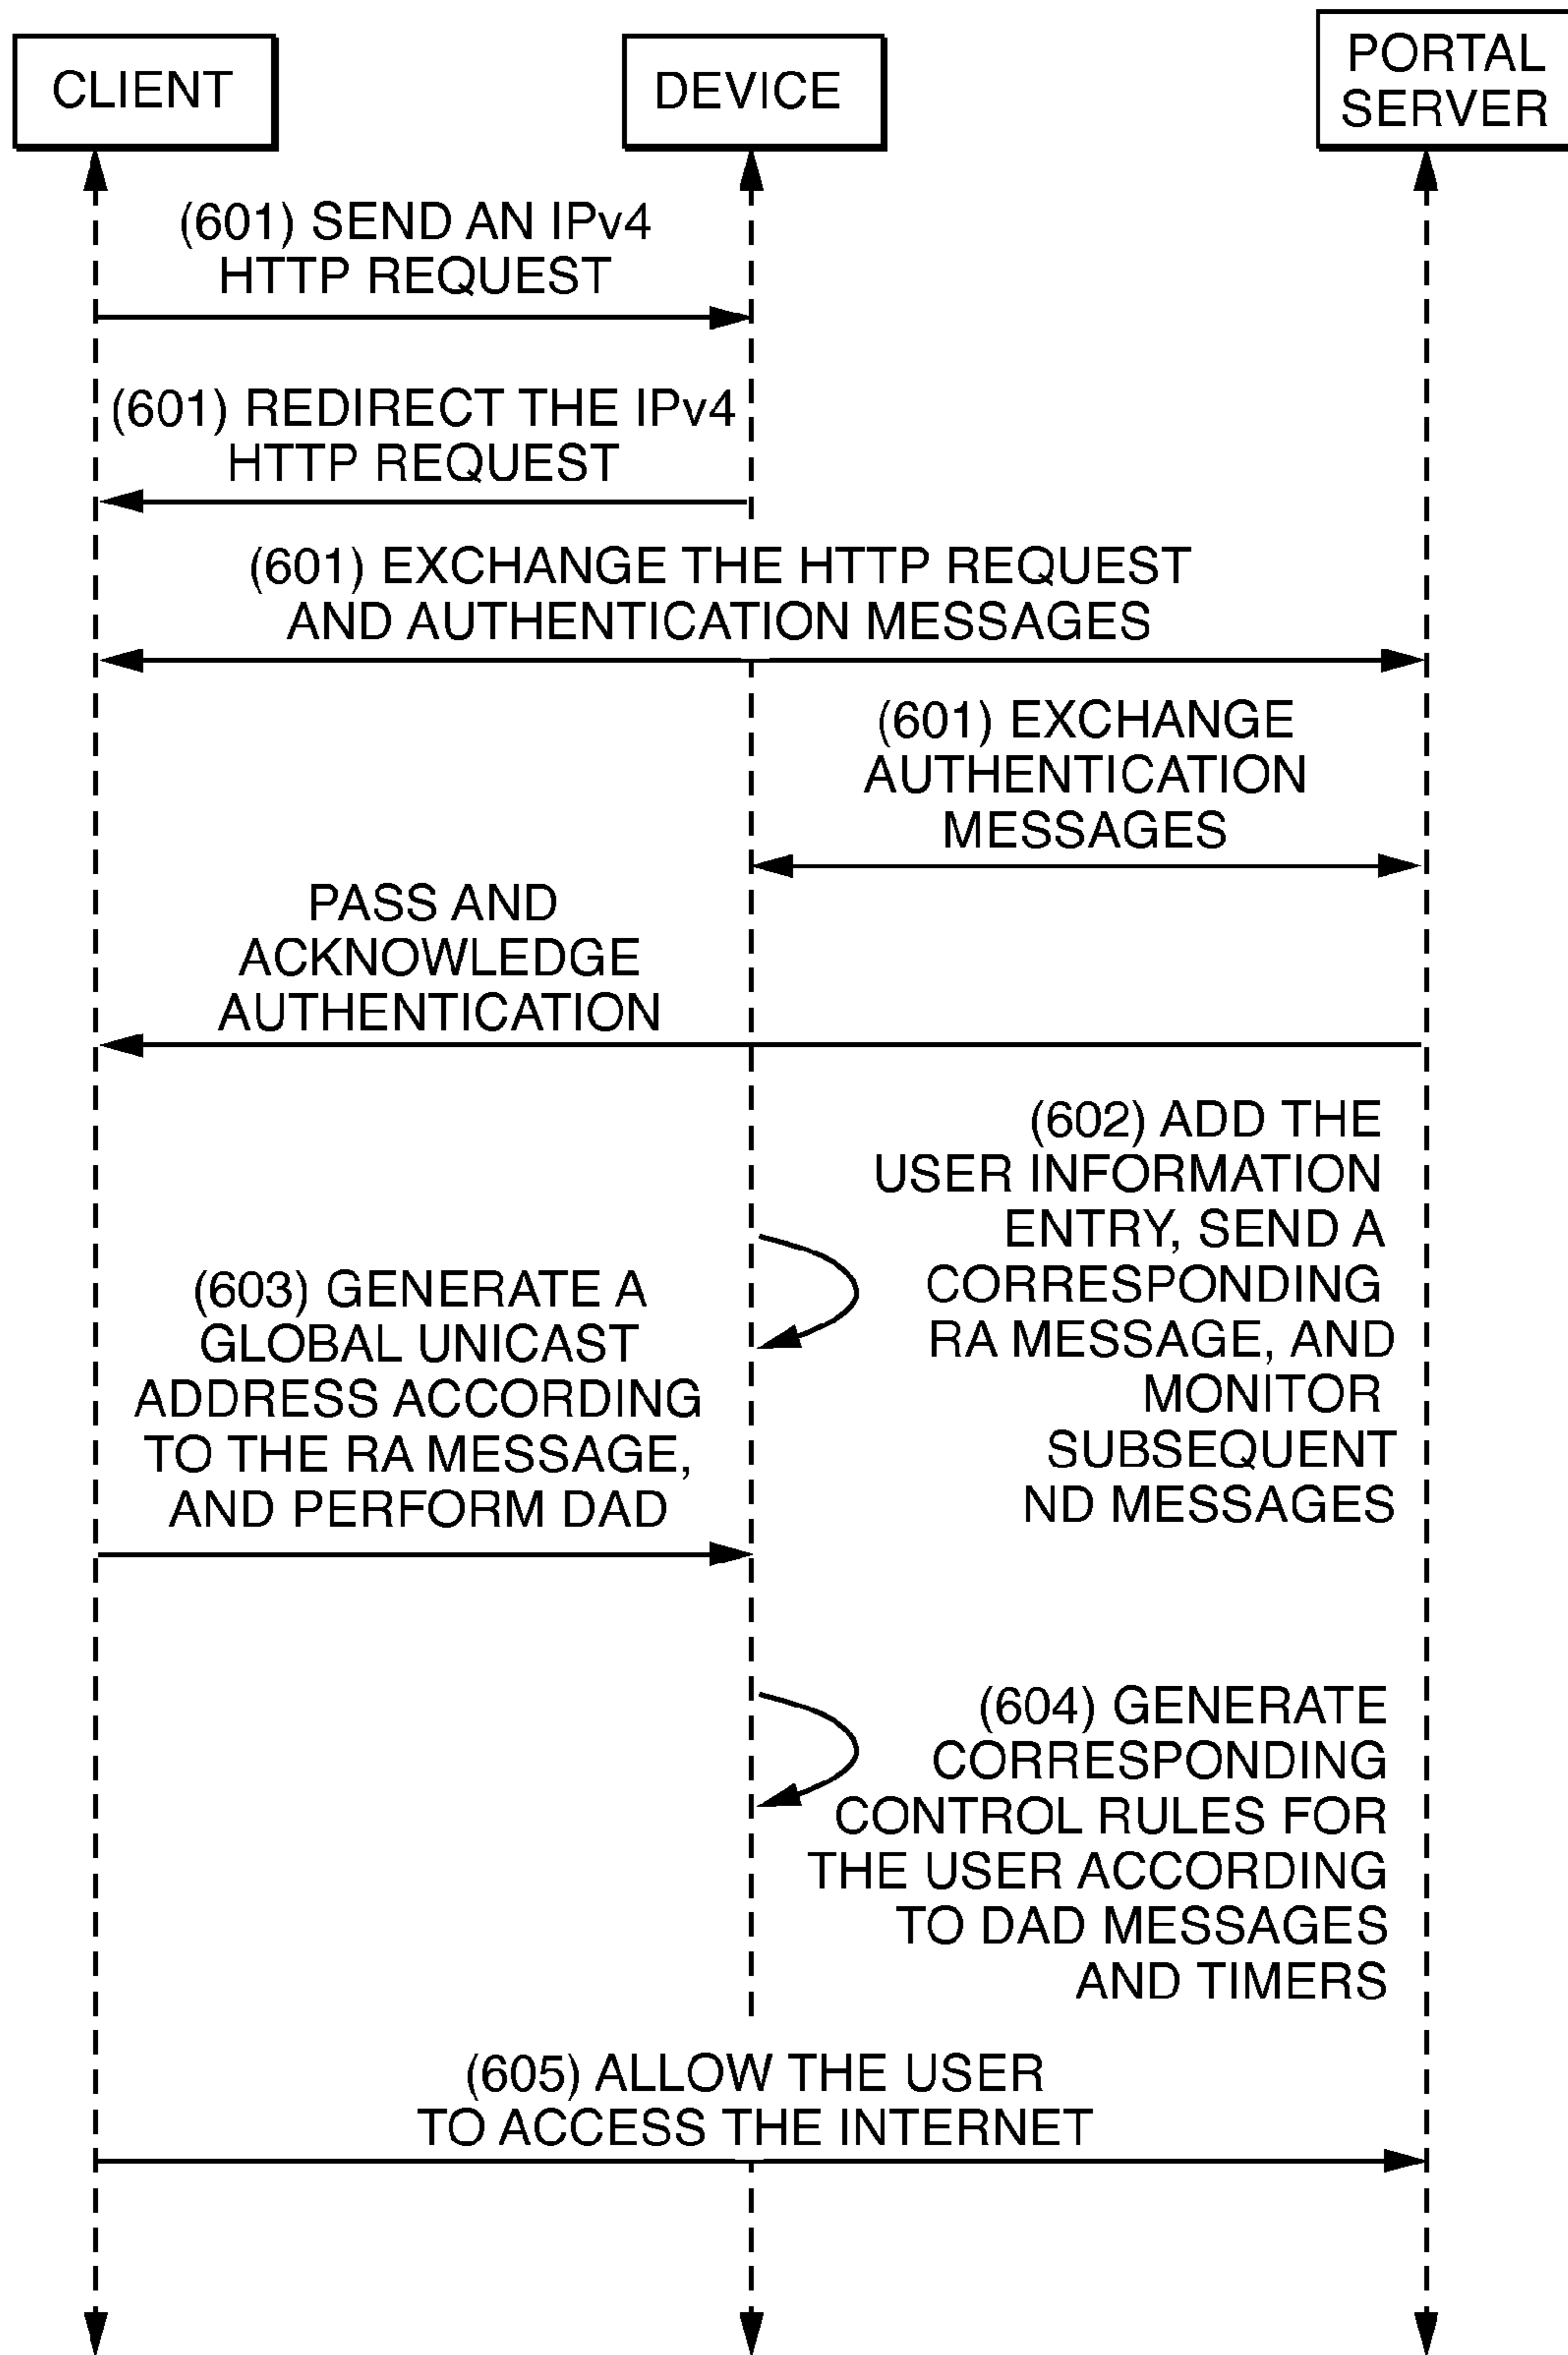 CLIENT
DEVICE
PORTAL
SERVER
(601) SEND AN IPv4
HTTP REQUEST
(601) REDIRECT THE IPv4
HTTP REQUEST
(601) EXCHANGE THE HTTP REQUEST
AND AUTHENTICATION MESSAGES
(601) EXCHANGE
AUTHENTICATION
MESSAGES
PASS AND
ACKNOWLEDGE
AUTHENTICATION
(602) ADD THE
USER INFORMATION
ENTRY, SEND A
CORRESPONDING
RA MESSAGE, AND
MONITOR
SUBSEQUENT
ND MESSAGES
(603) GENERATE A
GLOBAL UNICAST
ADDRESS ACCORDING
TO THE RA MESSAGE,
AND PERFORM DAD
(604) GENERATE
CORRESPONDING
CONTROL RULES FOR
THE USER ACCORDING
TO DAD MESSAGES
AND TIMERS
(605) ALLOW THE USER
TO ACCESS THE INTERNET